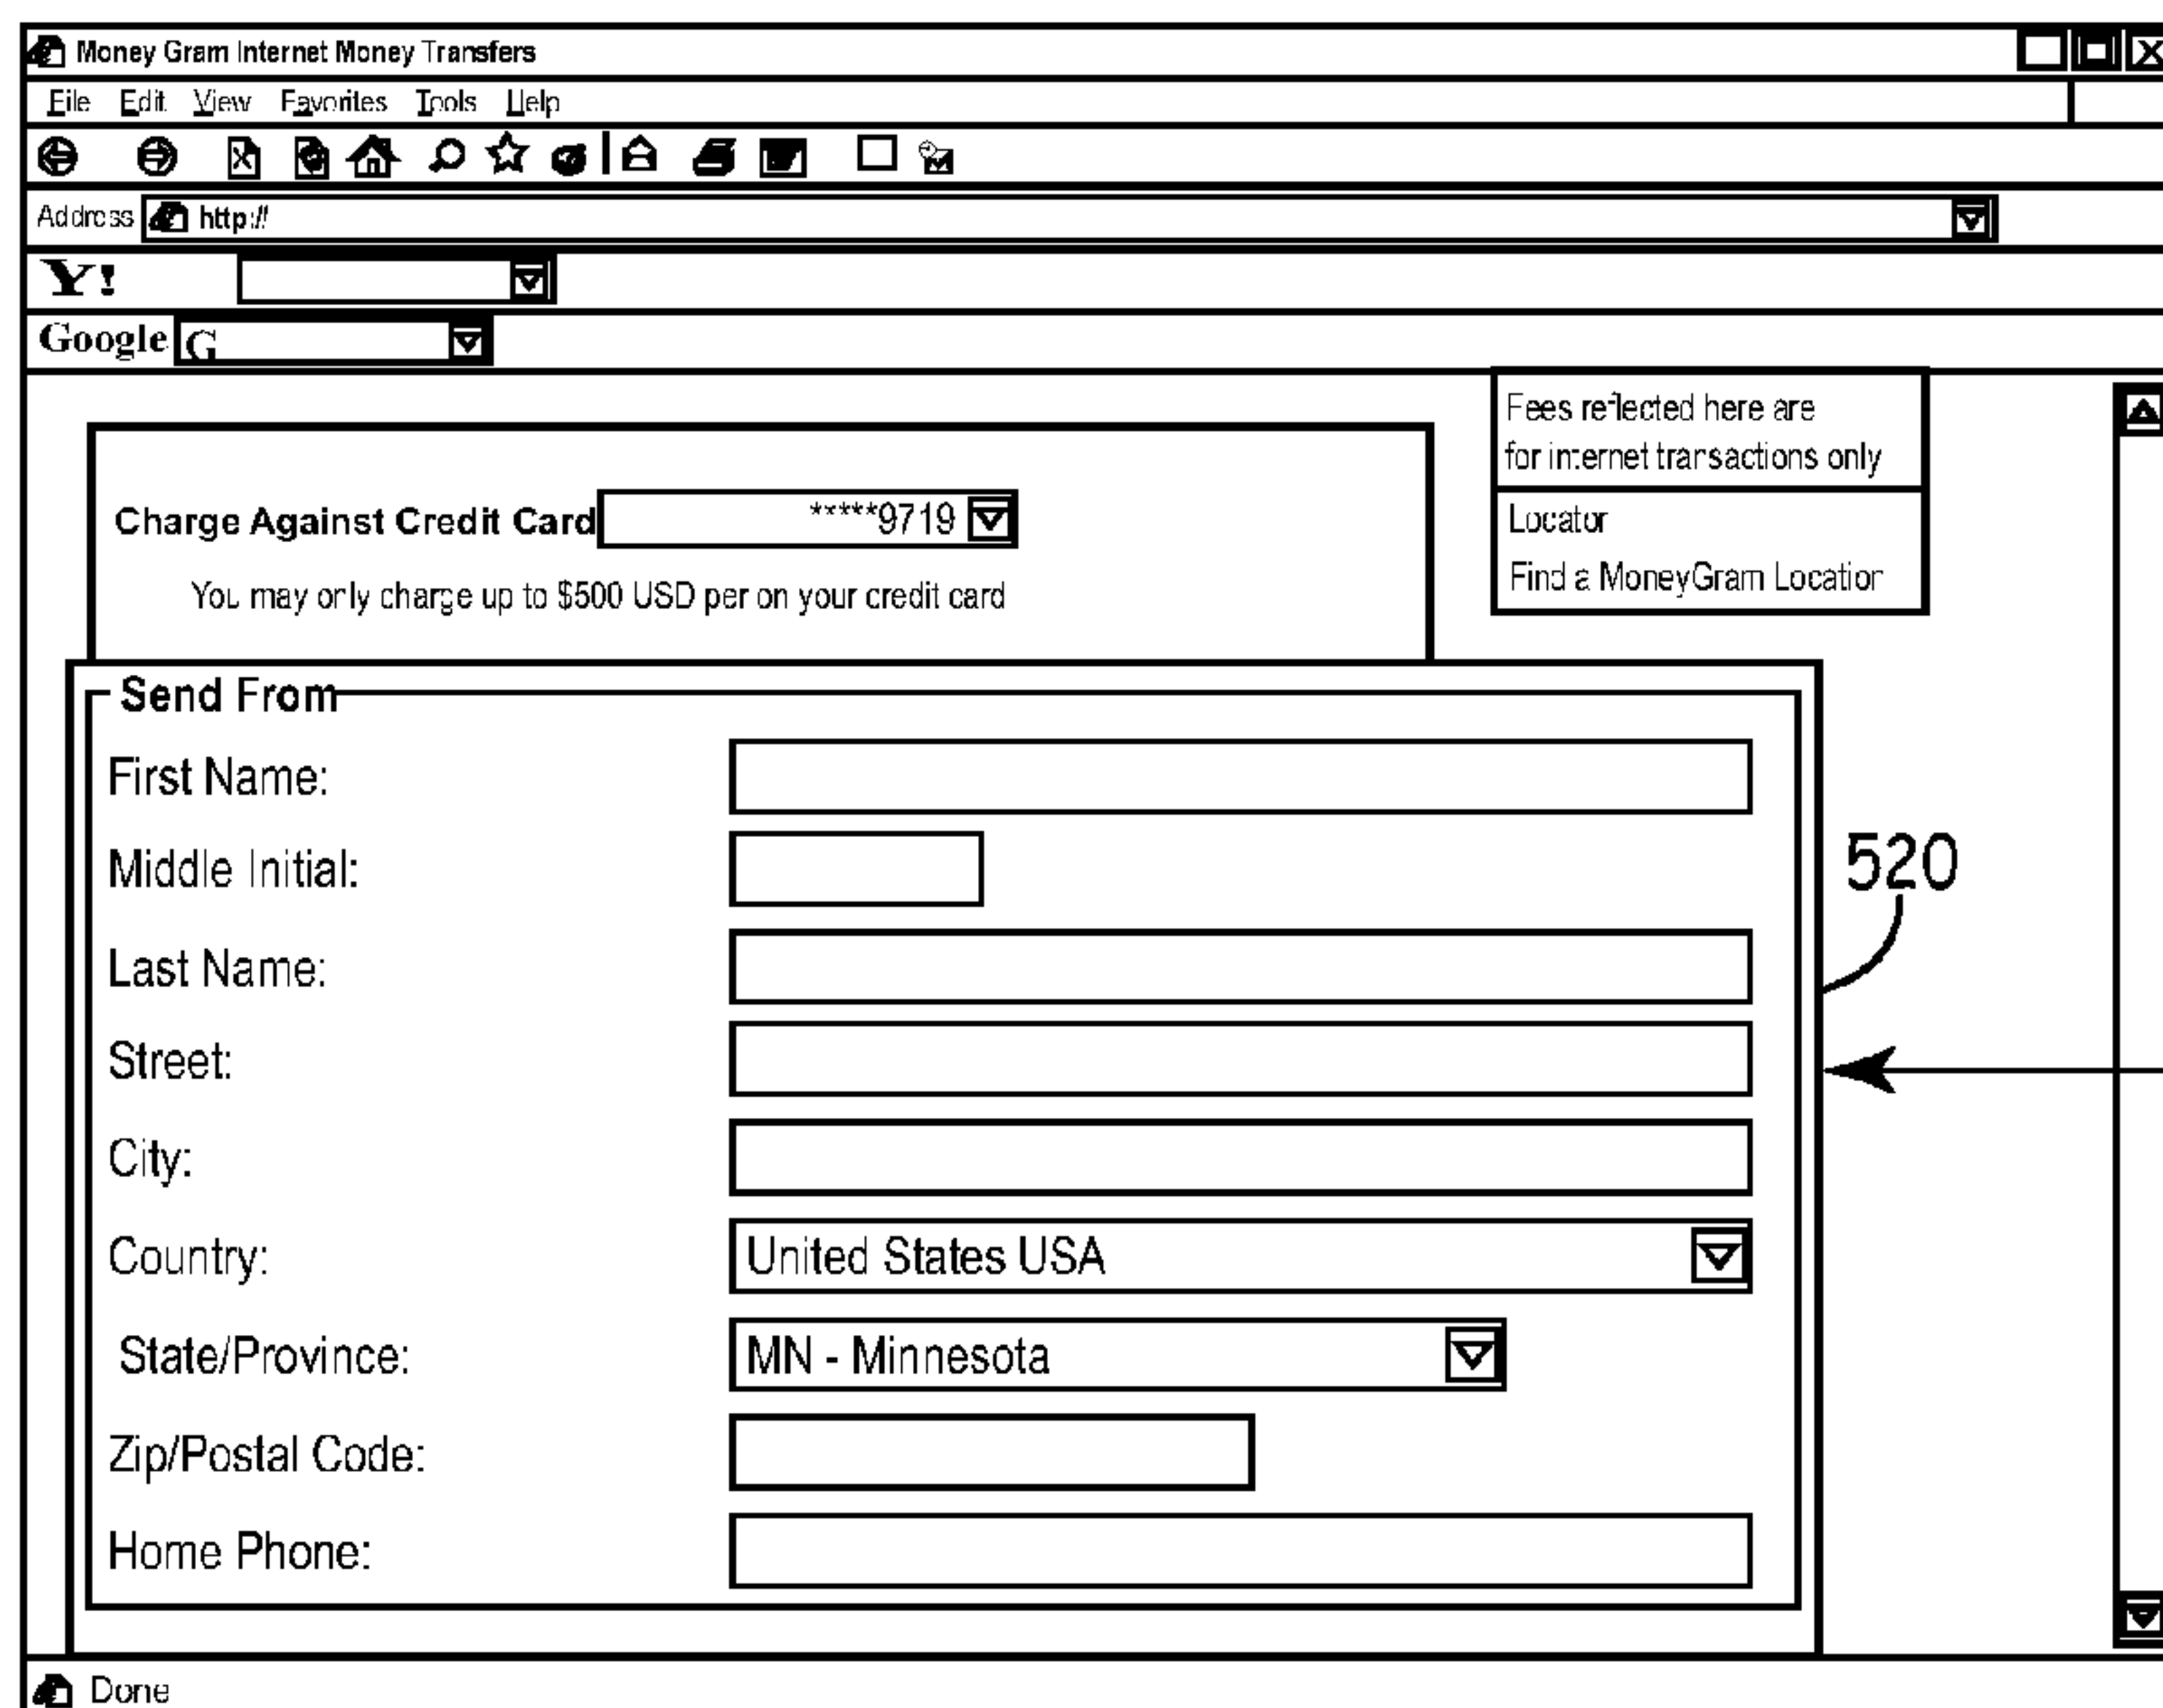 Money Gram Internet Money Transfers
File Edit View Favorites Tools Help
Address http://
Y!
Google G
Fees reflected here are
for internet transactions only
Charge Against Credit Card *****9719
Locator
You may only charge up to $500 USD per on your credit card
Find a MoneyGram Location
Send From
First Name:
Middle Initial:
520
Last Name:
Street:
City:
Country: United States USA
State/Province: MN - Minnesota
Zip/Postal Code:
Home Phone:
Done